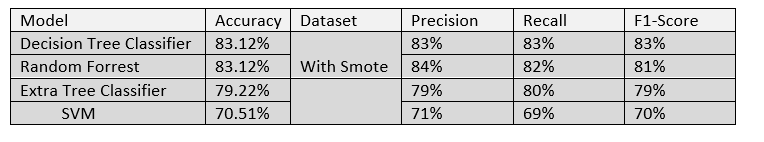 Model Accuracy Dataset Precision Recall F1-Score
Decision Tree Classifier 83.12% 83% 83% 83%
Random Forrest 83.12% With Smote 84% 82% 81%
Extra Tree Classifier 79.22% 79% 80% 79%
SVM 70.51% 71% 69% 70%